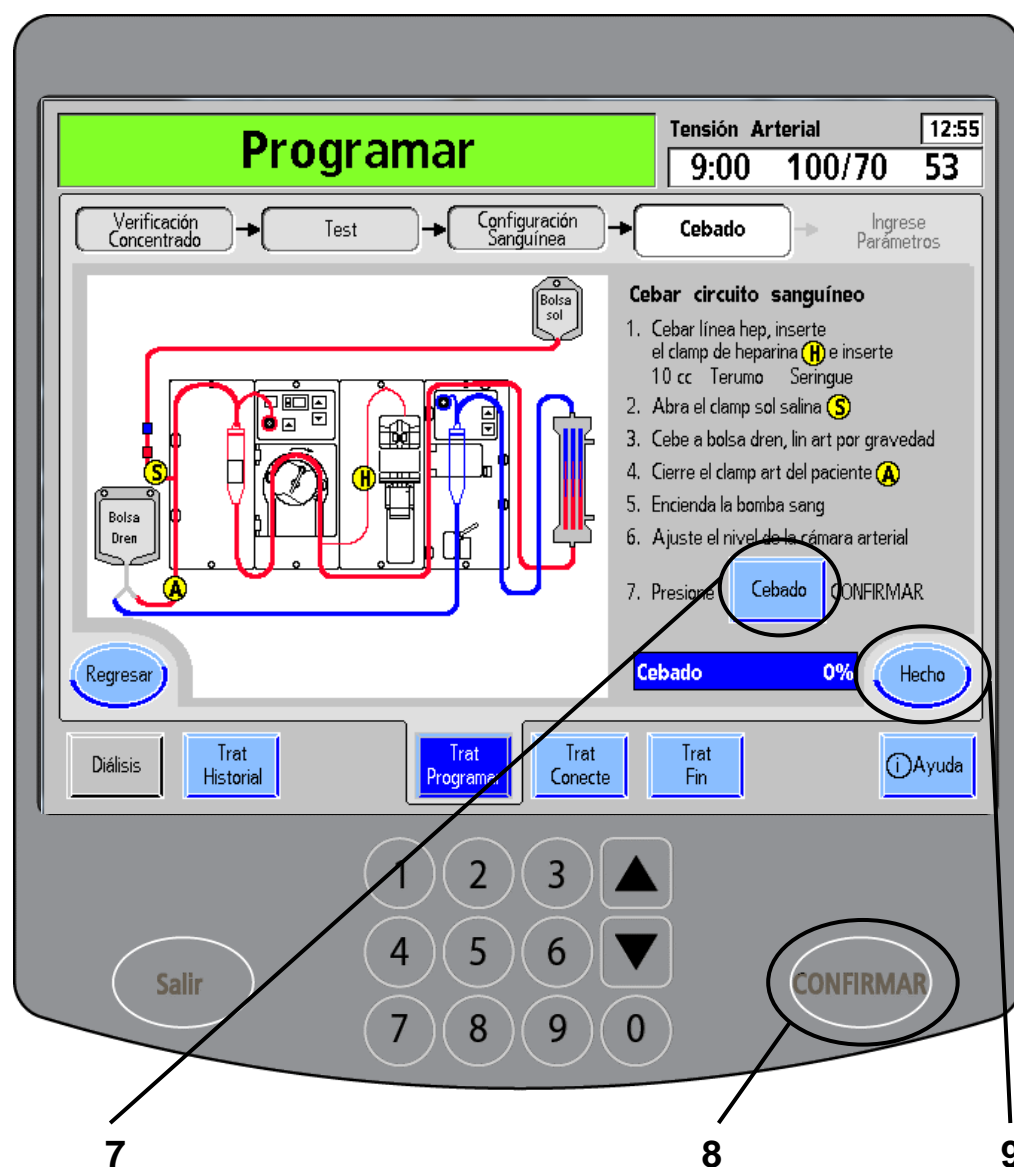 Programar
Tensión Arterial 12:55
9:00 100/70 53
Verificación
Concentrado
Test
Configuración
Sanguínea
Cebado
Ingrese
Parámetros
Bolsa
sol
S
H
Bolsa
Dren
A
Cebar circuito sanguíneo
1. Cebar línea hep, inserte
el clamp de heparina H e inserte
10 cc Terumo Seringue
2. Abra el clamp sol salina S
3. Cebe a bolsa dren, lin art por gravedad
4. Cierre el clamp art del paciente A
5. Encienda la bomba sang
6. Ajuste el nivel de la cámara arterial
7. Presione Cebado CONFIRMAR
Regresar
Cebado 0%
Hecho
Diálisis
Trat
Historial
Trat
Programar
Trat
Conecte
Trat
Fin
i Ayuda
1 2 3
4 5 6
7 8 9 0
Salir
CONFIRMAR
7 8 9